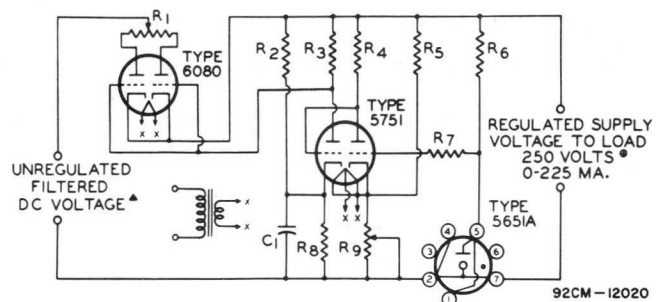 R1
TYPE
6080
R2
R3
R4
R5
R6
TYPE
5751
R7
x x
UNREGULATED
FILTERED
DC VOLTAGE▲
REGULATED SUPPLY
VOLTAGE TO LOAD
250 VOLTS⊕
0-225 MA.
TYPE
5651A
x
x
x x x
C1
R8
R9
4
5
3
6
2
7
1
92CM-12020